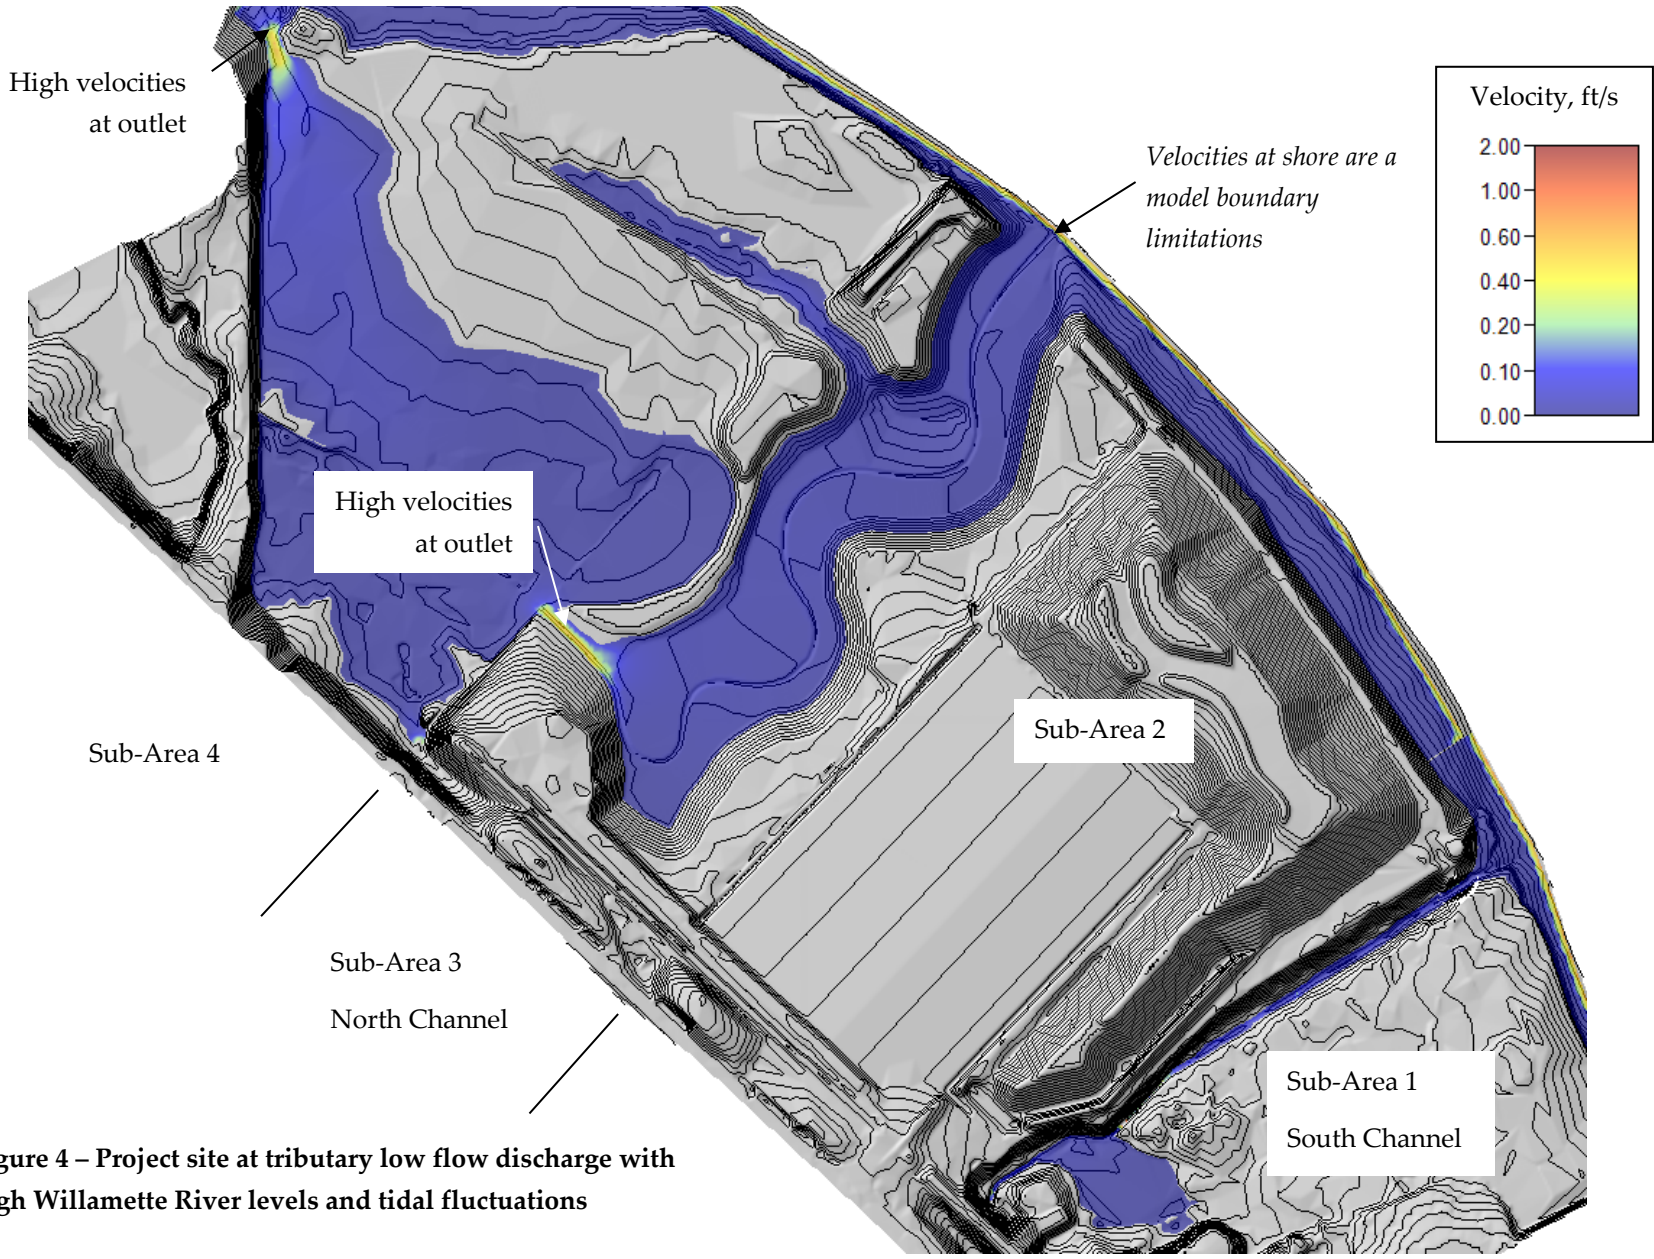 High velocities
at outlet
Velocity, ft/s
2.00
1.00
0.60
0.40
0.20
0.10
0.00
Velocities at shore are a
model boundary
limitations
High velocities
at outlet
Sub-Area 2
Sub-Area 4
Sub-Area 3
North Channel
Sub-Area 1
South Channel
gure 4 – Project site at tributary low flow discharge with
gh Willamette River levels and tidal fluctuations